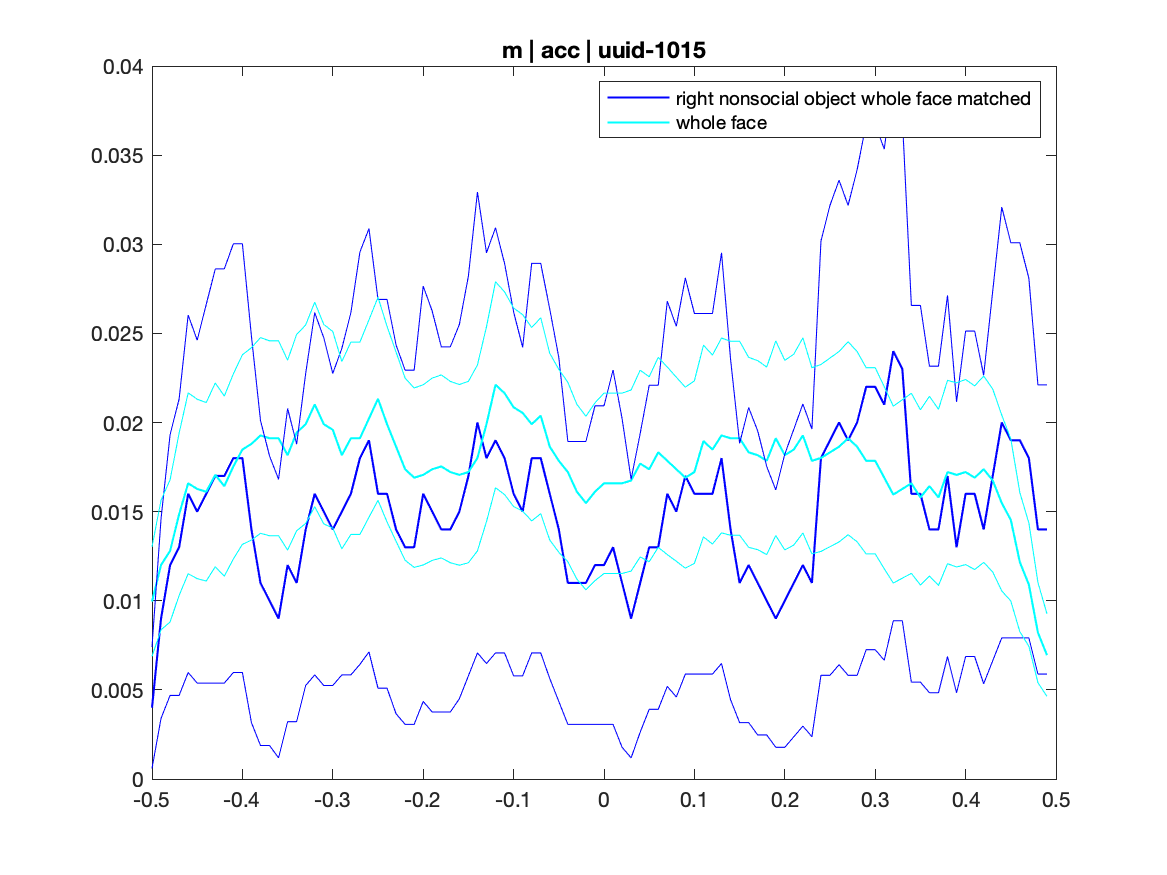 m | acc | uuid-1015
0.04
right nonsocial object whole face matched
whole face
0.035
0.03
0.025
0.02
0.015
0.01
0.005
0
-0.5 -0.4 -0.3 -0.2 -0.1 0 0.1 0.2 0.3 0.4 0.5